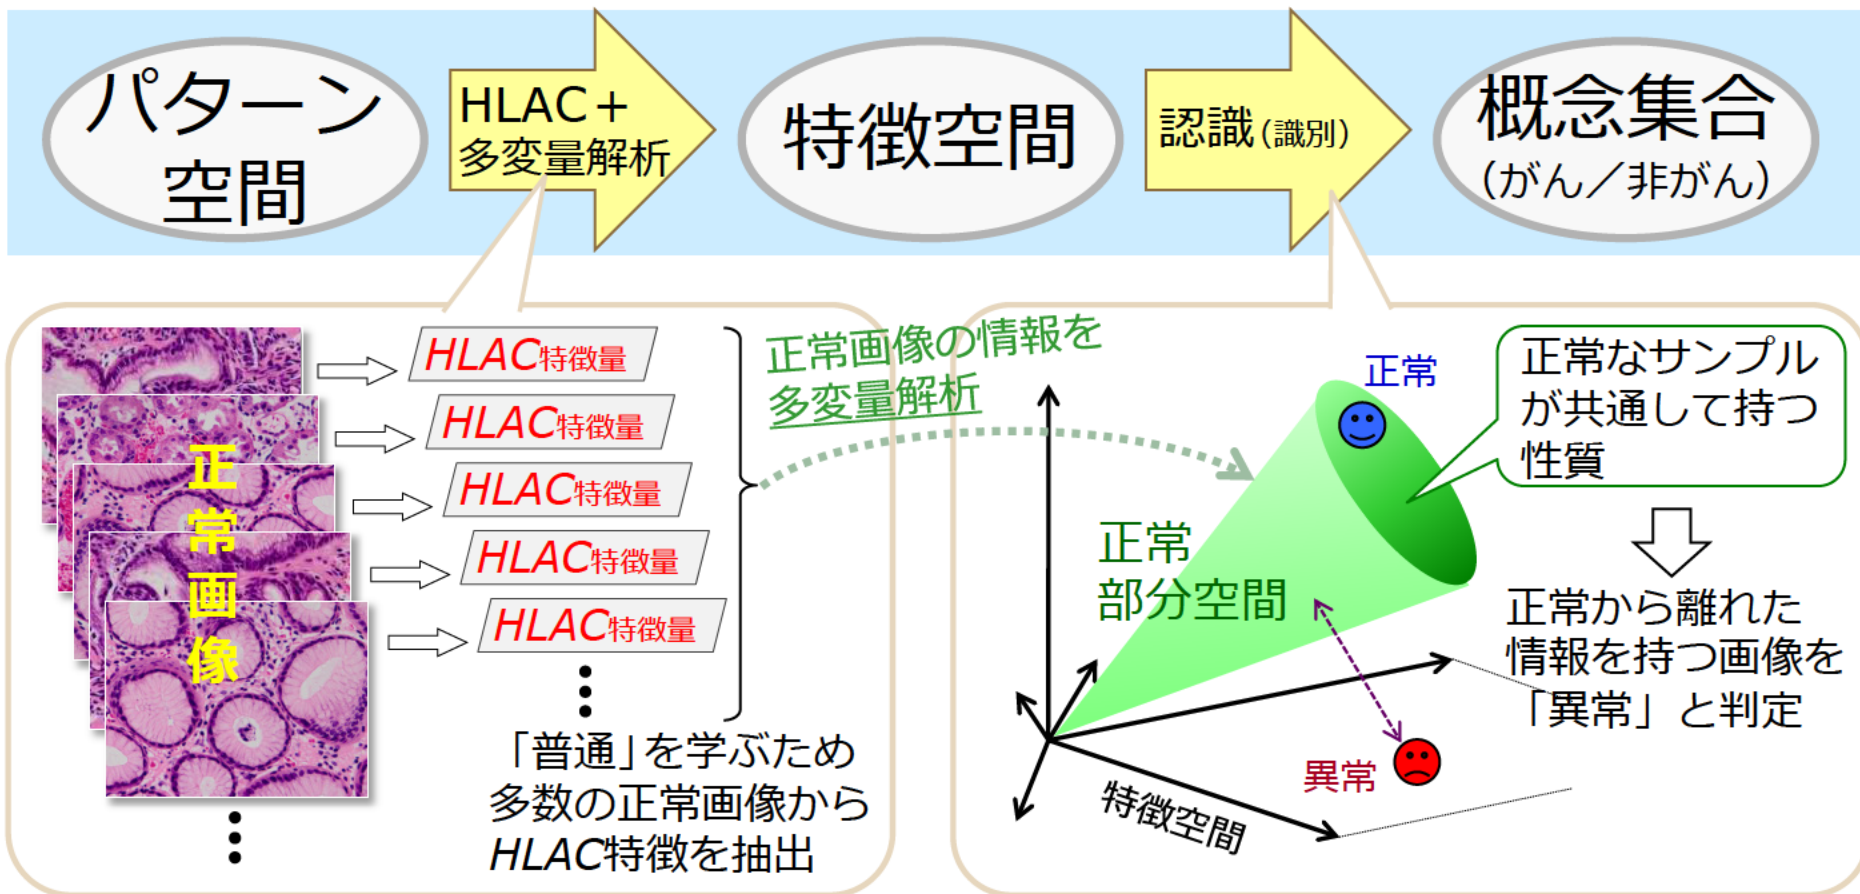 パターン
空間
HLAC＋
多変量解析
特徴空間
認識（識別）
概念集合
（がん／非がん）
正常画像
HLAC特徴量
HLAC特徴量
HLAC特徴量
HLAC特徴量
HLAC特徴量
「普通」を学ぶため
多数の正常画像から
HLAC特徴を抽出
正常画像の情報を
多変量解析
正常
正常なサンプル
が共通して持つ
性質
正常
部分空間
正常から離れた
情報を持つ画像を
「異常」と判定
異常
特徴空間